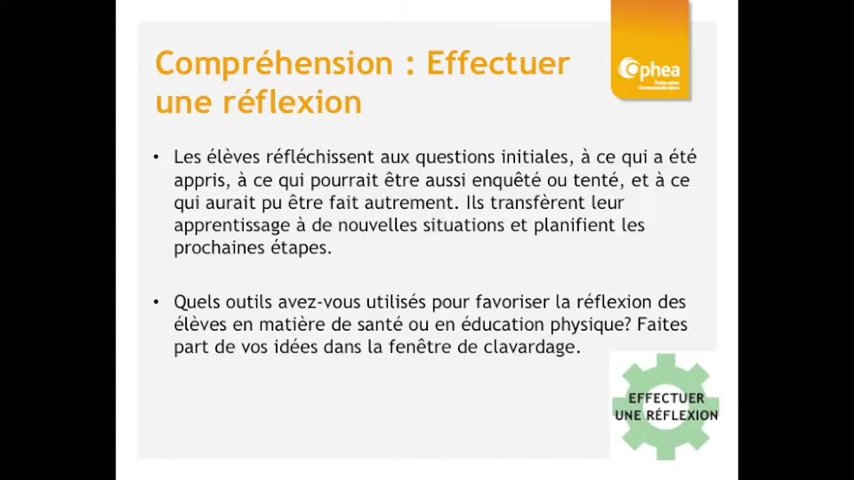 Compréhension : Effectuer
une réflexion
Ophea
• Les élèves réfléchissent aux questions initiales, à ce qui a été
appris, à ce qui pourrait être aussi enquêté ou tenté, et à ce
qui aurait pu être fait autrement. Ils transfèrent leur
apprentissage à de nouvelles situations et planifient les
prochaines étapes.
• Quels outils avez-vous utilisés pour favoriser la réflexion des
élèves en matière de santé ou en éducation physique? Faites
part de vos idées dans la fenêtre de clavardage.
EFFECTUER
UNE RÉFLEXION